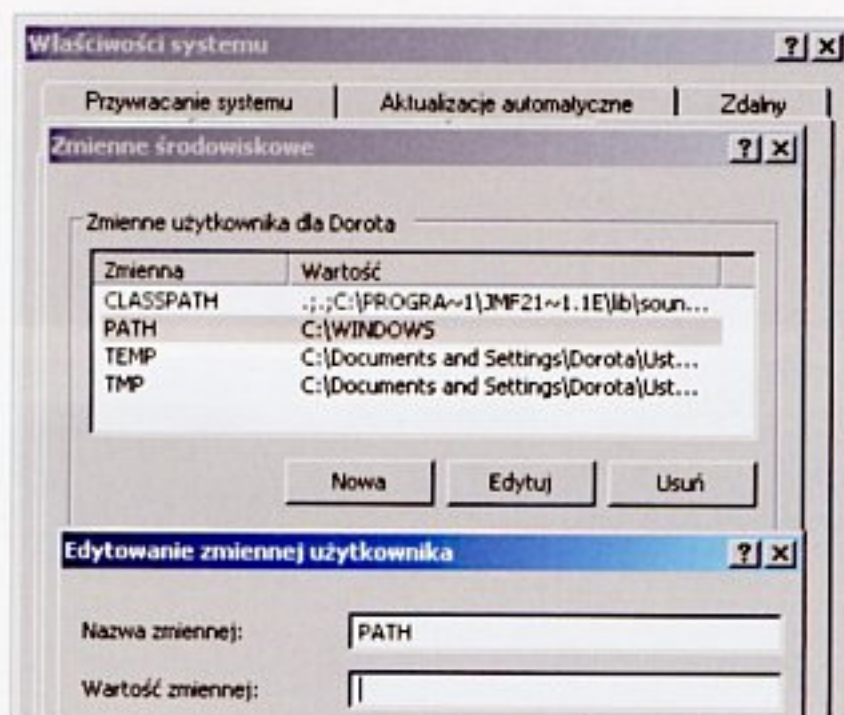 Właściwości systemu
Przywracanie systemu Aktualizacje automatyczne Zdalny
Zmienne środowiskowe
Zmienne użytkownika dla Dorota
Zmienna Wartość
CLASSPATH .;.;C:\PROGRA~1\JMF21~1.1E\lib\soun...
PATH C:\WINDOWS
TEMP C:\Documents and Settings\Dorota\Ust...
TMP C:\Documents and Settings\Dorota\Ust...
Nowa Edytuj Usuń
Edytowanie zmiennej użytkownika
Nazwa zmiennej: PATH
Wartość zmiennej: